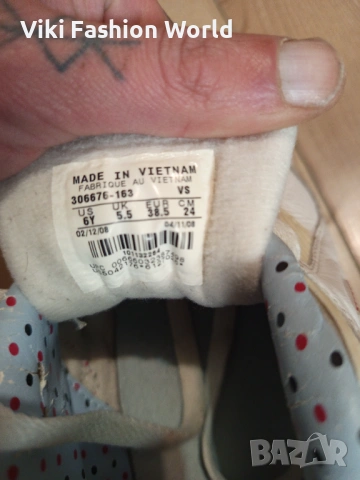 Viki Fashion World
MADE IN VIETNAM
FABRIQUE AU VIETNAM
306676-163 VS
US UK EUR CM
6Y 5.5 38.5 24
02/12/08 04/11/08
BAZAR